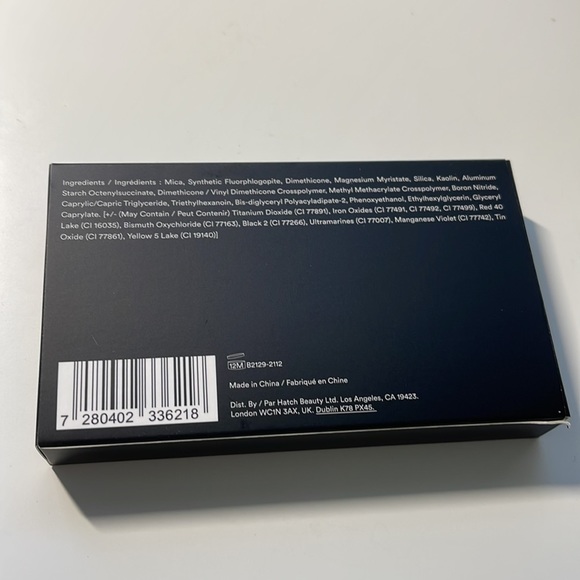 Ingredients / Ingrédients : Mica, Synthetic Fluorphlogopite, Dimethicone, Magnesium Myristate, Silica, Kaolin, Aluminum
Starch Octenylsuccinate, Dimethicone / Vinyl Dimethicone Crosspolymer, Methyl Methacrylate Crosspolymer, Boron Nitride,
Caprylic/Capric Triglyceride, Triethylhexanoin, Bis-diglyceryl Polyacyladipate-2, Phenoxyethanol, Ethylhexylglycerin, Glyceryl
Caprylate. [+/- (May Contain / Peut Contenir) Titanium Dioxide (CI 77891), Iron Oxides (CI 77491, CI 77492, CI 77499), Red 40
Lake (CI 16035), Bismuth Oxychloride (CI 77163), Black 2 (CI 77266), Ultramarines (CI 77007), Manganese Violet (CI 77742), Tin
Oxide (CI 77861), Yellow 5 Lake (CI 19140)]
12M B2129-2112
Made in China / Fabriqué en Chine
Dist. By / Par Hatch Beauty Ltd. Los Angeles, CA 19423.
London WC1N 3AX, UK. Dublin K78 PX45.
7 280402 336218